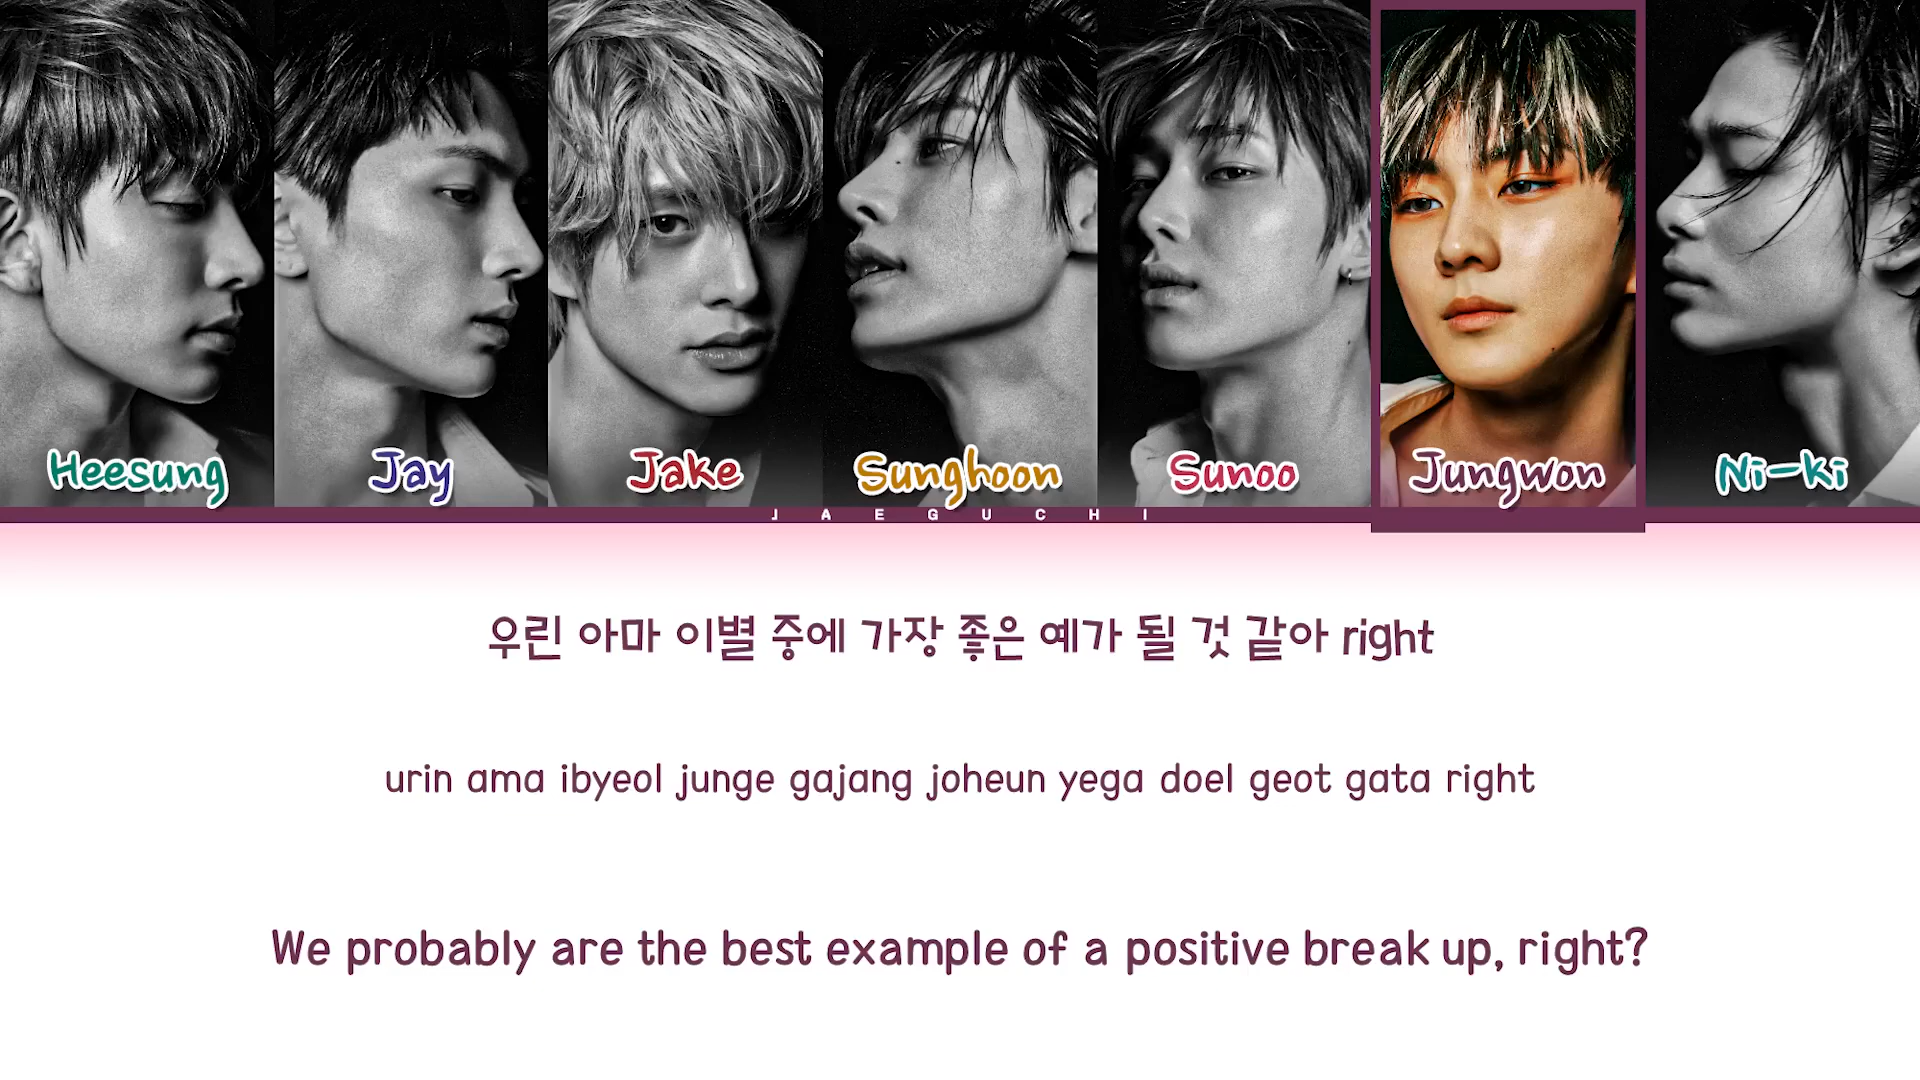 Heesung Jay Jake Sunghoon Sunoo Jungwon Ni-ki
JAEGUCHI
우린 아마 이별 중에 가장 좋은 예가 될 것 같아 right
urin ama ibyeol junge gajang joheun yega doel geot gata right
We probably are the best example of a positive break up, right?